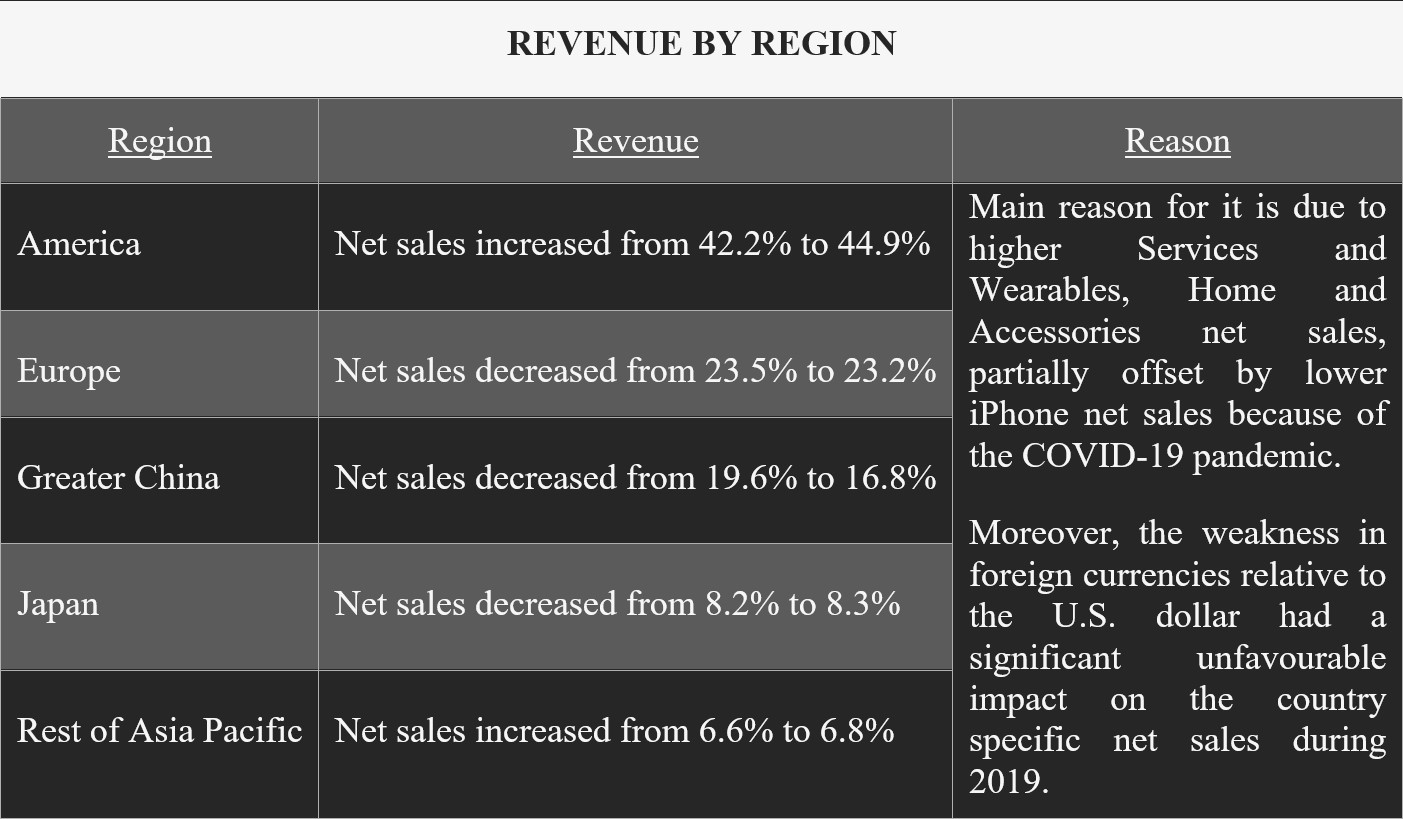 REVENUE BY REGION
Region
Revenue
Reason
America
Net sales increased from 42.2% to 44.9%
Europe
Net sales decreased from 23.5% to 23.2%
Greater China
Net sales decreased from 19.6% to 16.8%
Japan
Net sales decreased from 8.2% to 8.3%
Rest of Asia Pacific
Net sales increased from 6.6% to 6.8%
Main reason for it is due to
higher Services and
Wearables, Home and
Accessories net sales,
partially offset by lower
iPhone net sales because of
the COVID-19 pandemic.
Moreover, the weakness in
foreign currencies relative to
the U.S. dollar had a
significant unfavourable
impact on the country
specific net sales during
2019.